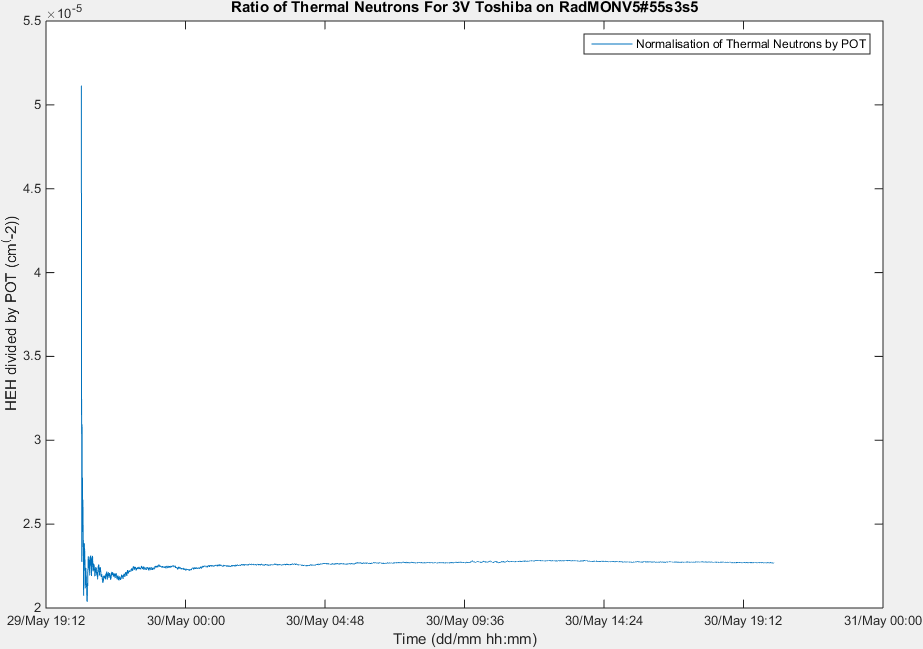 Ratio of Thermal Neutrons For 3V Toshiba on RadMONV5#55s3s5
×10⁻⁵
5.5
Normalisation of Thermal Neutrons by POT
5
4.5
4
3.5
3
2.5
2
HEH divided by POT (cm⁽-2))
29/May 19:12 30/May 00:00 30/May 04:48 30/May 09:36 30/May 14:24 30/May 19:12 31/May 00:00
Time (dd/mm hh:mm)